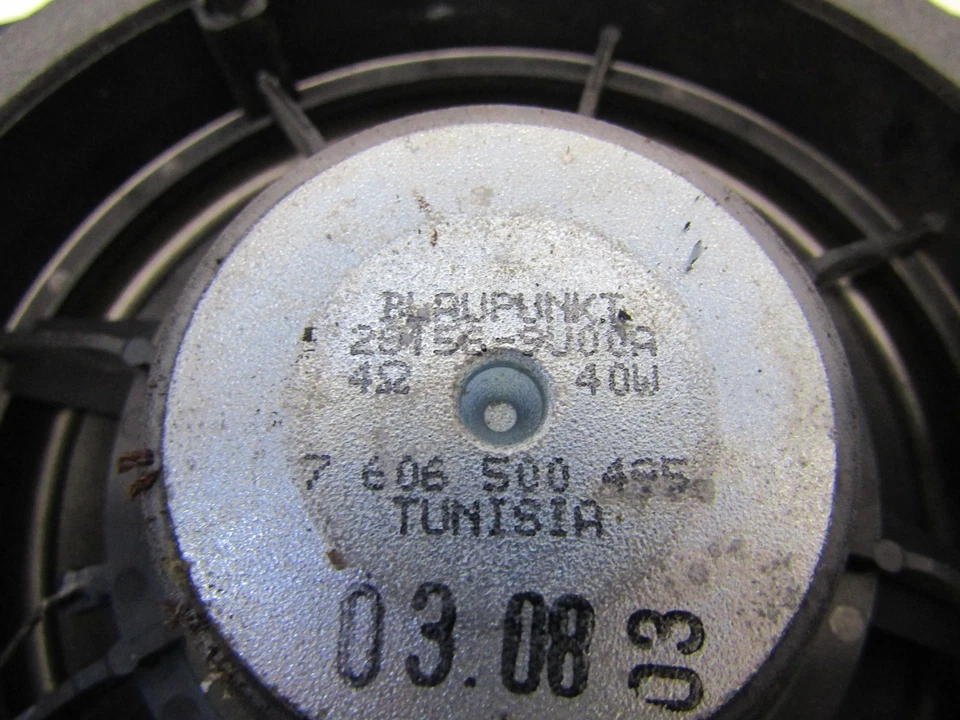 BLAUPUNKT
28156-9U00A
4Ω 40W
7 606 500 495
TUNISIA
03.08 03